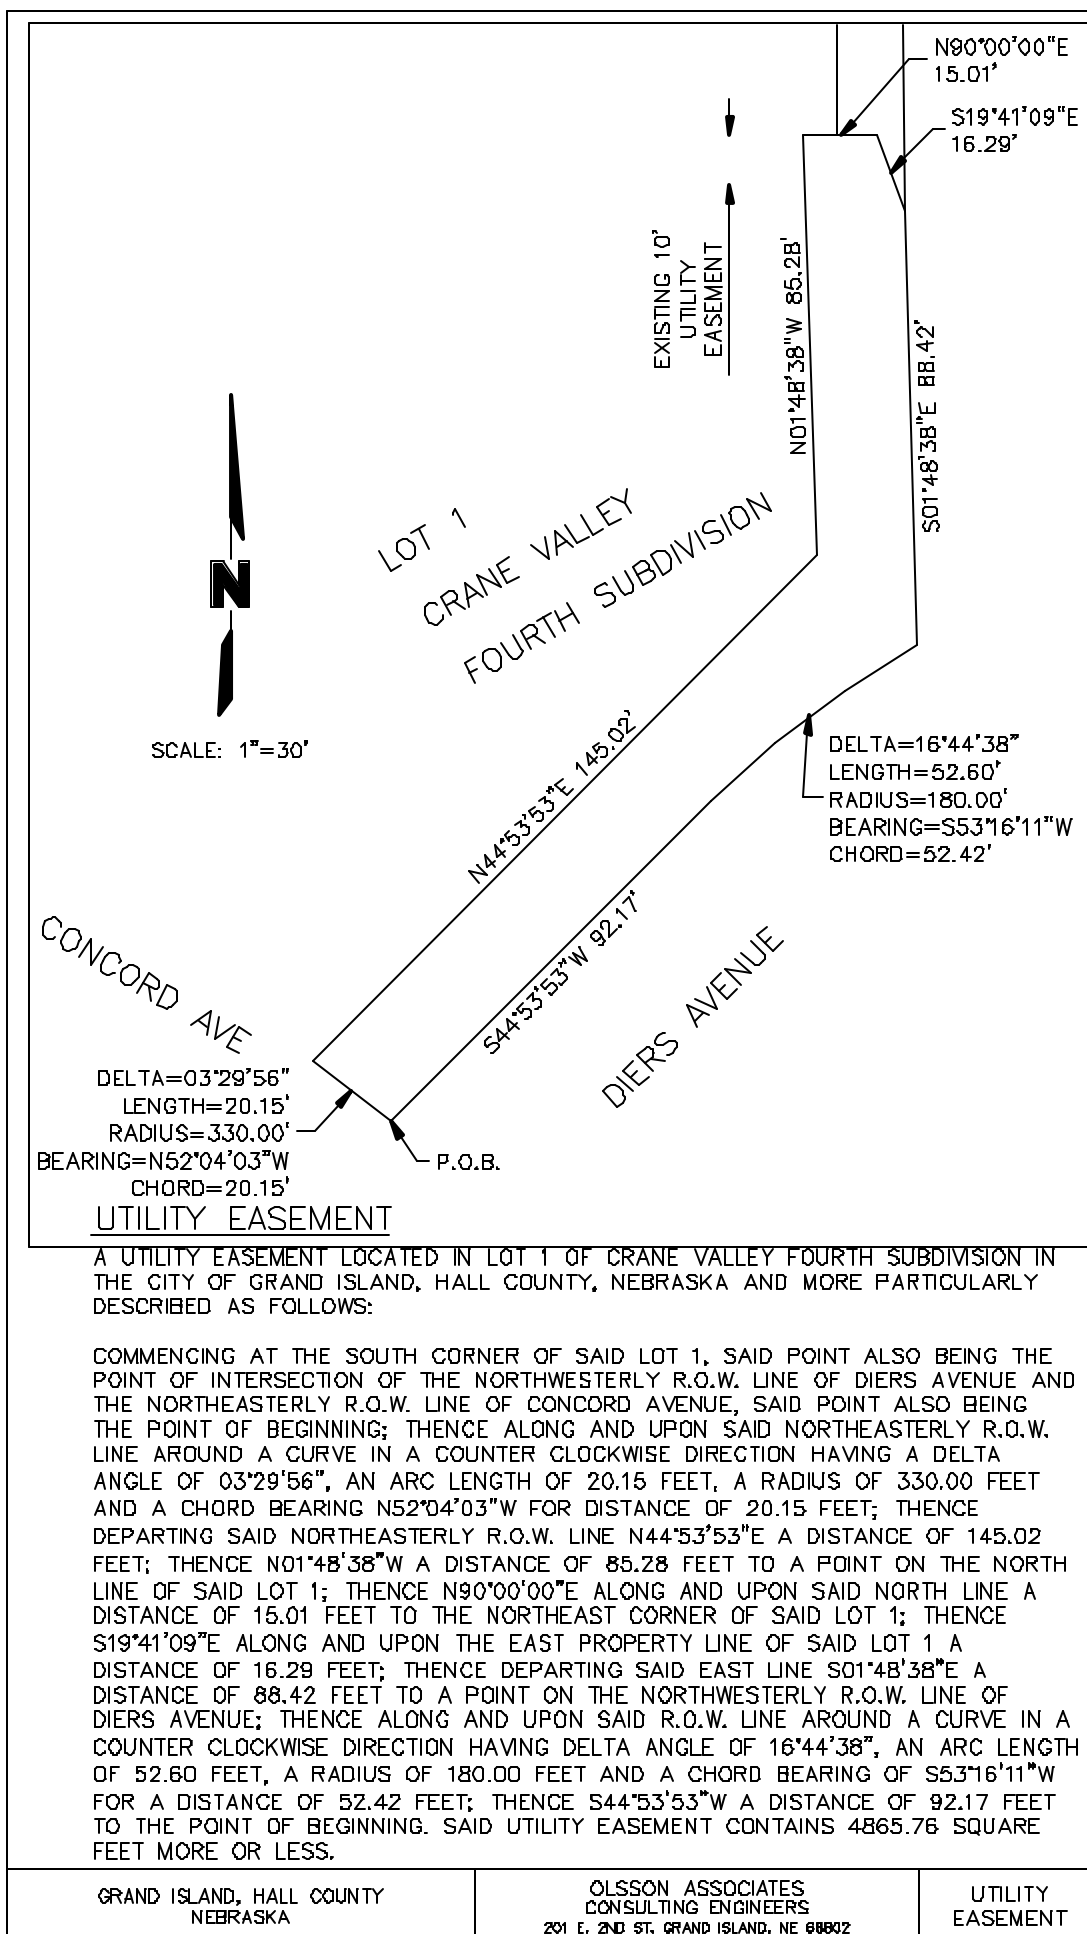 N90°00'00"E
15.01'
S19°41'09"E
16.29'
EXISTING 10'
UTILITY
EASEMENT
N01°48'38"W 85.28'
S01°48'38"E 88.42'
LOT 1
CRANE VALLEY
FOURTH SUBDIVISION
N
SCALE: 1"=30'
N44°53'53"E 145.02'
DELTA=16°44'38"
LENGTH=52.60'
RADIUS=180.00'
BEARING=S53°16'11"W
CHORD=52.42'
S44°53'53"W 92.17'
CONCORD AVE
DIERS AVENUE
DELTA=03°29'56"
LENGTH=20.15'
RADIUS=330.00'
BEARING=N52°04'03"W
CHORD=20.15'
P.O.B.
UTILITY EASEMENT
A UTILITY EASEMENT LOCATED IN LOT 1 OF CRANE VALLEY FOURTH SUBDIVISION IN
THE CITY OF GRAND ISLAND, HALL COUNTY, NEBRASKA AND MORE PARTICULARLY
DESCRIBED AS FOLLOWS:
COMMENCING AT THE SOUTH CORNER OF SAID LOT 1, SAID POINT ALSO BEING THE
POINT OF INTERSECTION OF THE NORTHWESTERLY R.O.W. LINE OF DIERS AVENUE AND
THE NORTHEASTERLY R.O.W. LINE OF CONCORD AVENUE, SAID POINT ALSO BEING
THE POINT OF BEGINNING; THENCE ALONG AND UPON SAID NORTHEASTERLY R.O.W.
LINE AROUND A CURVE IN A COUNTER CLOCKWISE DIRECTION HAVING A DELTA
ANGLE OF 03°29'56", AN ARC LENGTH OF 20.15 FEET, A RADIUS OF 330.00 FEET
AND A CHORD BEARING N52°04'03"W FOR DISTANCE OF 20.15 FEET; THENCE
DEPARTING SAID NORTHEASTERLY R.O.W. LINE N44°53'53"E A DISTANCE OF 145.02
FEET; THENCE N01°48'38"W A DISTANCE OF 85.28 FEET TO A POINT ON THE NORTH
LINE OF SAID LOT 1; THENCE N90°00'00"E ALONG AND UPON SAID NORTH LINE A
DISTANCE OF 15.01 FEET TO THE NORTHEAST CORNER OF SAID LOT 1; THENCE
S19°41'09"E ALONG AND UPON THE EAST PROPERTY LINE OF SAID LOT 1 A
DISTANCE OF 16.29 FEET; THENCE DEPARTING SAID EAST LINE S01°48'38"E A
DISTANCE OF 88.42 FEET TO A POINT ON THE NORTHWESTERLY R.O.W. LINE OF
DIERS AVENUE; THENCE ALONG AND UPON SAID R.O.W. LINE AROUND A CURVE IN A
COUNTER CLOCKWISE DIRECTION HAVING DELTA ANGLE OF 16°44'38", AN ARC LENGTH
OF 52.60 FEET, A RADIUS OF 180.00 FEET AND A CHORD BEARING OF S53°16'11"W
FOR A DISTANCE OF 52.42 FEET; THENCE S44°53'53"W A DISTANCE OF 92.17 FEET
TO THE POINT OF BEGINNING. SAID UTILITY EASEMENT CONTAINS 4865.76 SQUARE
FEET MORE OR LESS.
GRAND ISLAND, HALL COUNTY
NEBRASKA
OLSSON ASSOCIATES
CONSULTING ENGINEERS
201 E. 2ND ST. GRAND ISLAND, NE 68802
UTILITY
EASEMENT